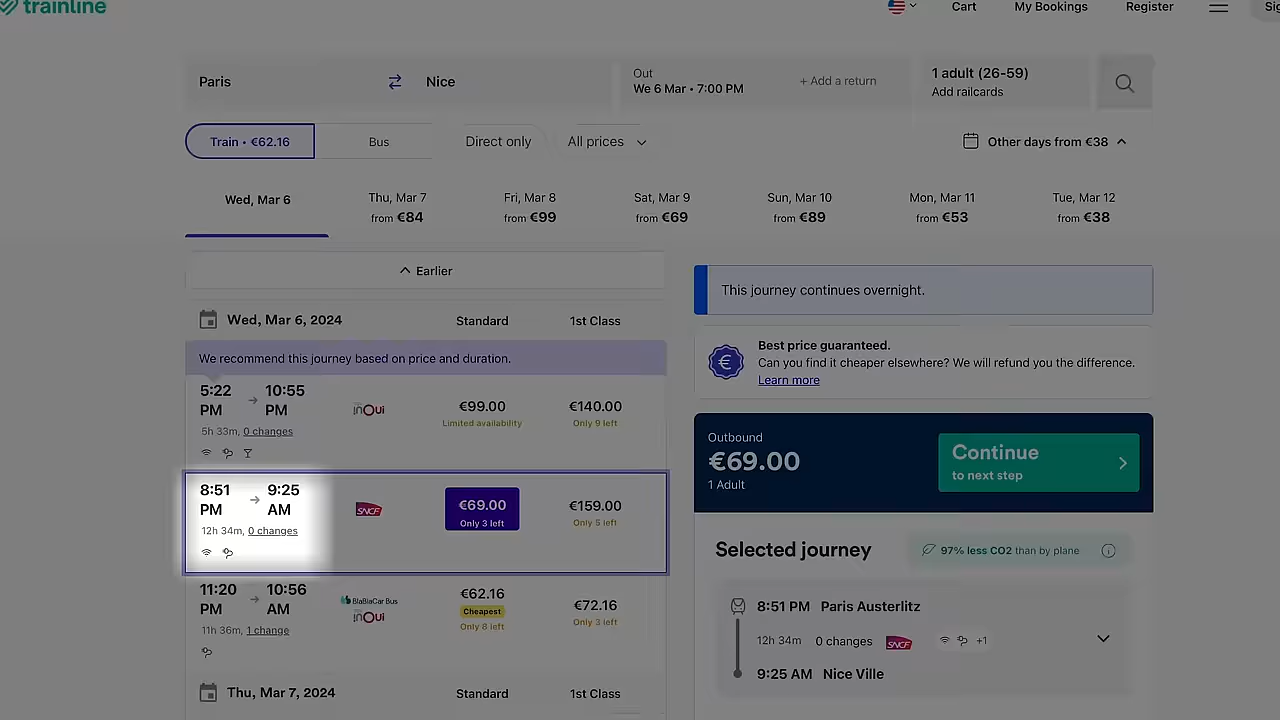 trainline
Cart
My Bookings
Register
Paris
Nice
Out
We 6 Mar • 7:00 PM
+ Add a return
1 adult (26-59)
Add railcards
Train • €62.16
Bus
Direct only
All prices
Other days from €38
Wed, Mar 6
Thu, Mar 7
from €84
Fri, Mar 8
from €99
Sat, Mar 9
from €69
Sun, Mar 10
from €89
Mon, Mar 11
from €53
Tue, Mar 12
from €38
Earlier
Wed, Mar 6, 2024
Standard
1st Class
We recommend this journey based on price and duration.
5:22 PM → 10:55 PM
inOui
€99.00
Limited availability
€140.00
Only 9 left
5h 33m, 0 changes
8:51 PM → 9:25 AM
SNCF
€69.00
Only 3 left
€159.00
Only 5 left
12h 34m, 0 changes
11:20 PM → 10:56 AM
BlaBlaCar Bus
inOui
€62.16
Cheapest
Only 8 left
€72.16
Only 3 left
11h 36m, 1 change
Thu, Mar 7, 2024
Standard
1st Class
This journey continues overnight.
€
Best price guaranteed.
Can you find it cheaper elsewhere? We will refund you the difference.
Learn more
Outbound
€69.00
1 Adult
Continue
to next step
Selected journey
97% less CO2 than by plane
8:51 PM Paris Austerlitz
12h 34m 0 changes SNCF +1
9:25 AM Nice Ville